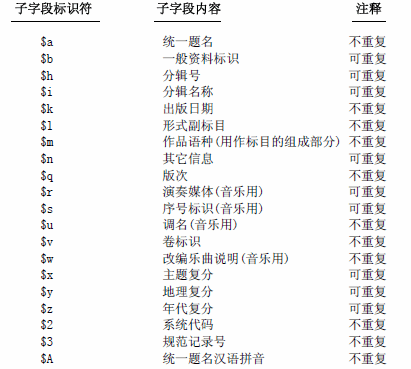 子字段标识符 子字段内容 注释
$a 统一题名 不重复
$b 一般资料标识 可重复
$h 分辑号 可重复
$i 分辑名称 可重复
$k 出版日期 不重复
$l 形式副标目 不重复
$m 作品语种(用作标目的组成部分) 不重复
$n 其它信息 可重复
$q 版次 不重复
$r 演奏媒体(音乐用) 可重复
$s 序号标识(音乐用) 可重复
$u 调名(音乐用) 不重复
$v 卷标识 不重复
$w 改编乐曲说明(音乐用) 不重复
$x 主题复分 可重复
$y 地理复分 可重复
$z 年代复分 可重复
$2 系统代码 不重复
$3 规范记录号 不重复
$A 统一题名汉语拼音 不重复